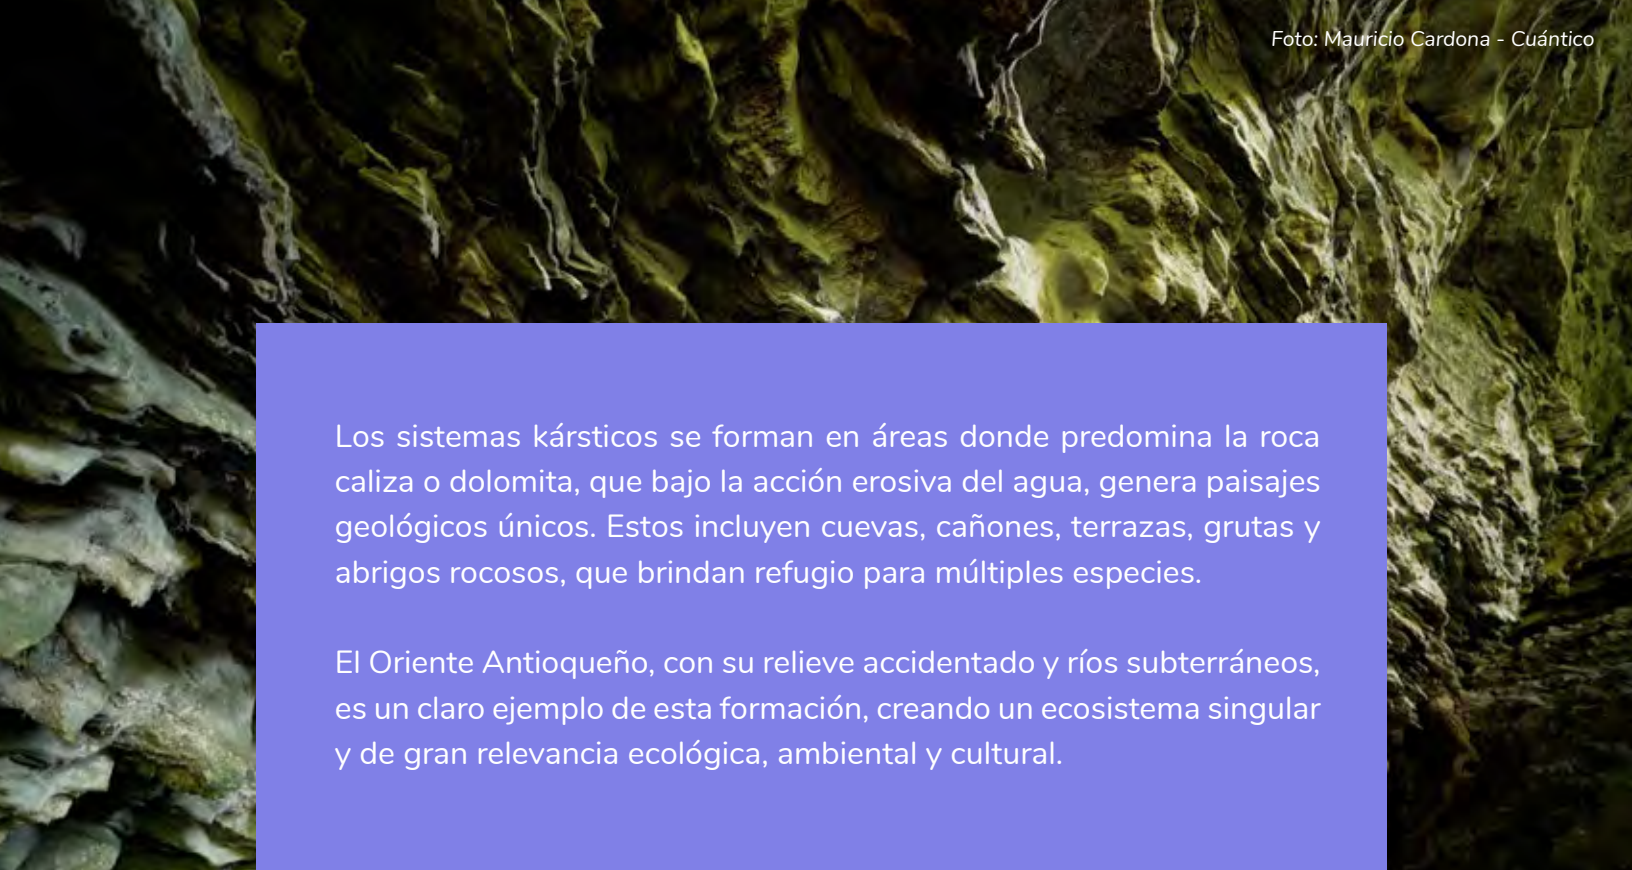 Foto: Mauricio Cardona - Cuántico
Los sistemas kársticos se forman en áreas donde predomina la roca
caliza o dolomita, que bajo la acción erosiva del agua, genera paisajes
geológicos únicos. Estos incluyen cuevas, cañones, terrazas, grutas y
abrigos rocosos, que brindan refugio para múltiples especies.
El Oriente Antioqueño, con su relieve accidentado y ríos subterráneos,
es un claro ejemplo de esta formación, creando un ecosistema singular
y de gran relevancia ecológica, ambiental y cultural.